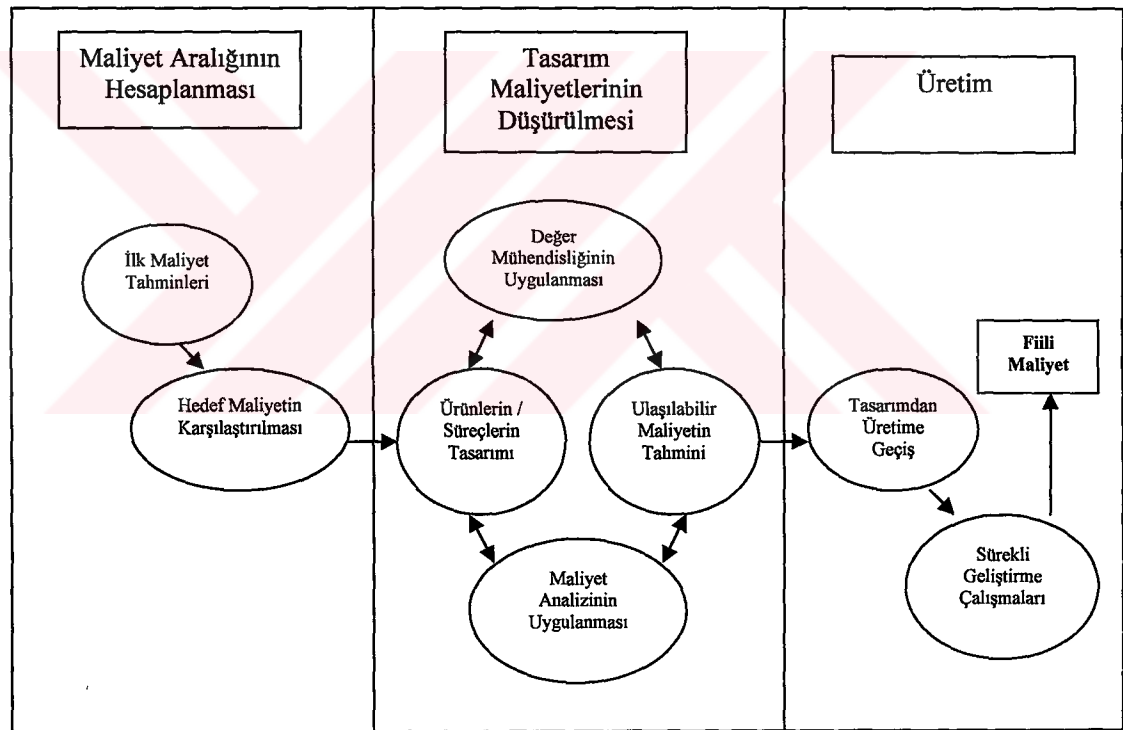 Maliyet Aralığının
Hesaplanması
Tasarım
Maliyetlerinin
Düşürülmesi
Üretim
İlk Maliyet
Tahminleri
Hedef Maliyetin
Karşılaştırılması
Değer
Mühendisliğinin
Uygulanması
Ürünlerin /
Süreçlerin
Tasarımı
Ulaşılabilir
Maliyetin
Tahmini
Maliyet
Analizinin
Uygulanması
Tasarımdan
Üretime
Geçiş
Sürekli
Geliştirme
Çalışmaları
Fiili
Maliyet